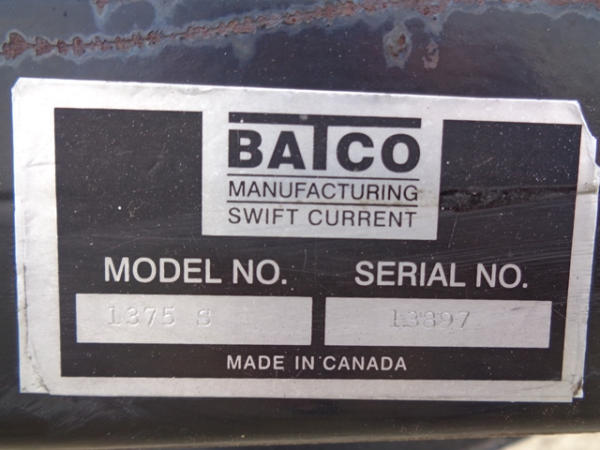 BATCO
MANUFACTURING
SWIFT CURRENT
MODEL NO. SERIAL NO.
1375 S 13897
MADE IN CANADA